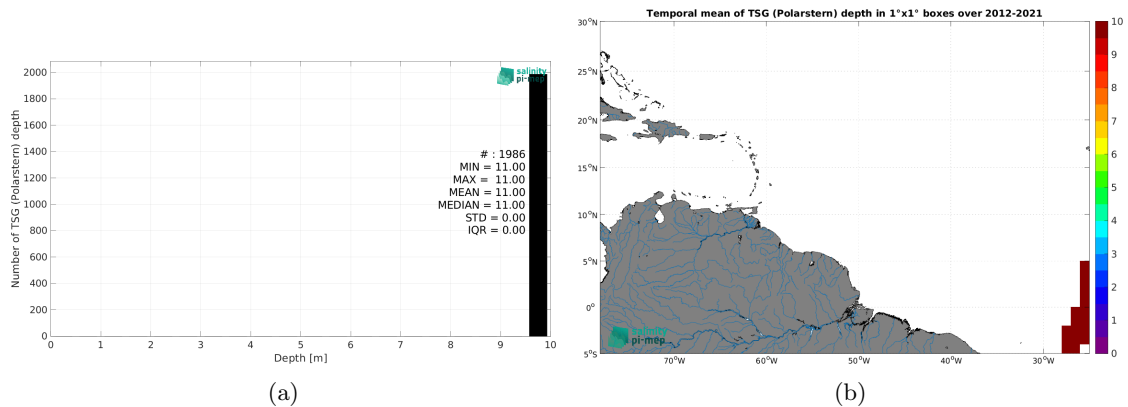 Number of TSG (Polarstern) depth
2000
1800
1600
1400
1200
1000
800
600
400
200
0
salinity
pi-mep
# : 1986
MIN = 11.00
MAX = 11.00
MEAN = 11.00
MEDIAN = 11.00
STD = 0.00
IQR = 0.00
0 1 2 3 4 5 6 7 8 9 10
Depth [m]
(a)
Temporal mean of TSG (Polarstern) depth in 1°x1° boxes over 2012-2021
30°N
25°N
20°N
15°N
10°N
5°N
0°
5°S
salinity
pi-mep
70°W 60°W 50°W 40°W 30°W
10
9
8
7
6
5
4
3
2
1
0
(b)